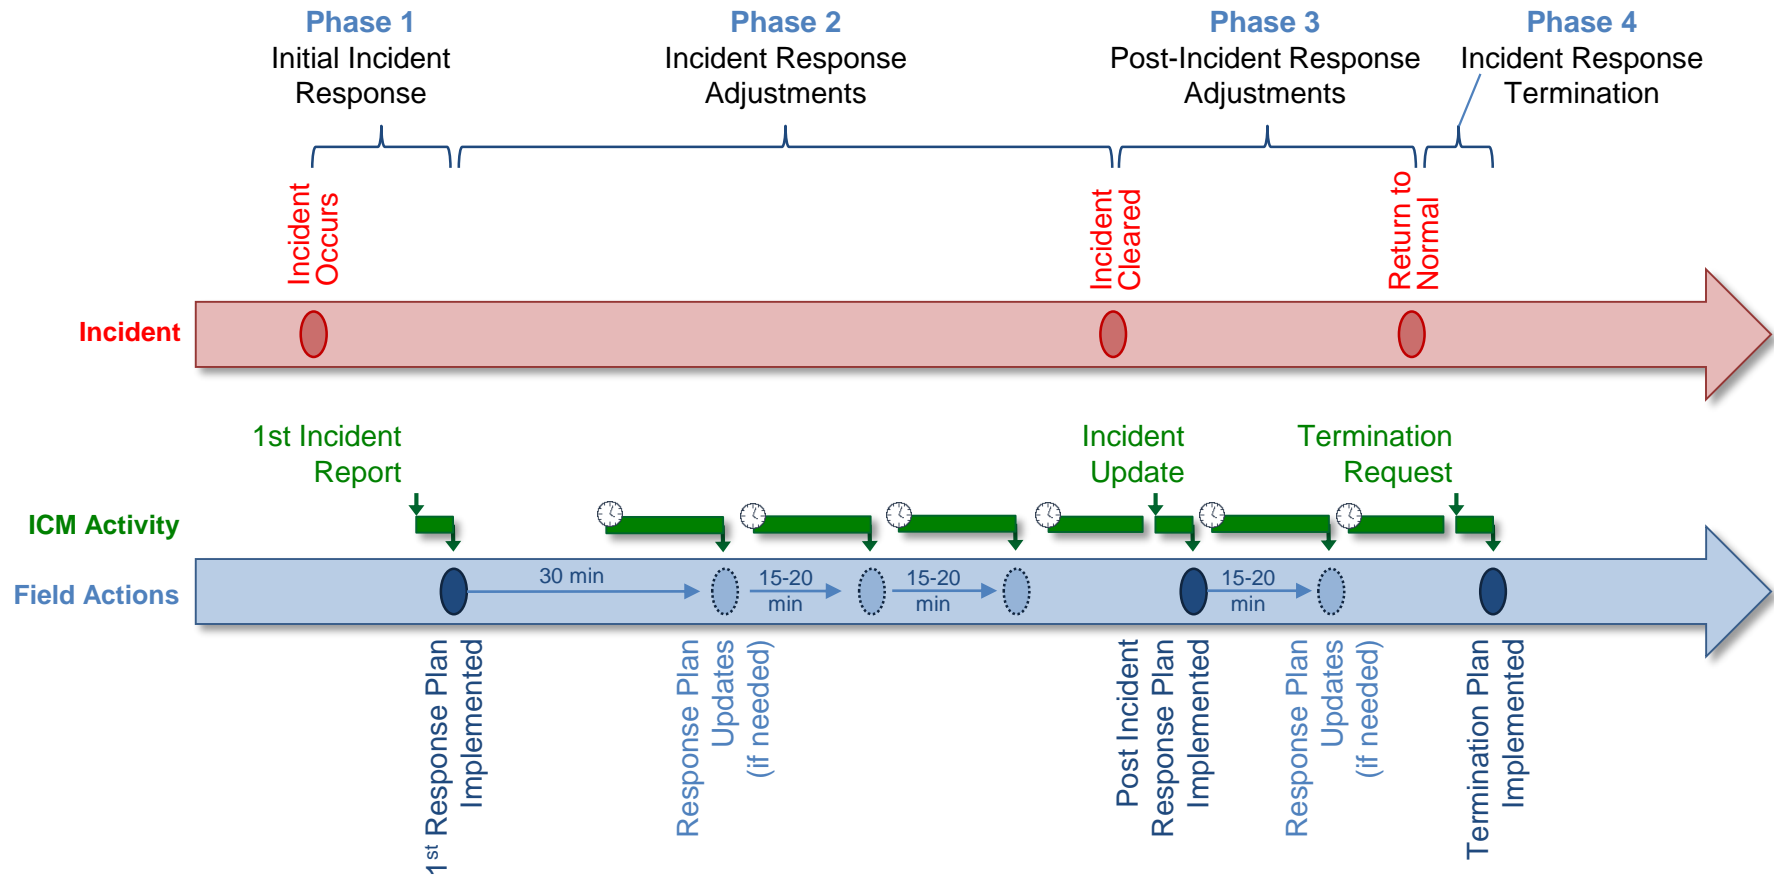 Phase 1
Initial Incident
Response
Phase 2
Incident Response
Adjustments
Phase 3
Post-Incident Response
Adjustments
Phase 4
Incident Response
Termination
Incident
Occurs
Incident
Cleared
Return to
Normal
Incident
1st Incident
Report
Incident
Update
Termination
Request
ICM Activity
Field Actions
30 min
15-20
min
15-20
min
15-20
min
1st Response Plan
Implemented
Response Plan
Updates
(if needed)
Post Incident
Response Plan
Implemented
Response Plan
Updates
(if needed)
Termination Plan
Implemented